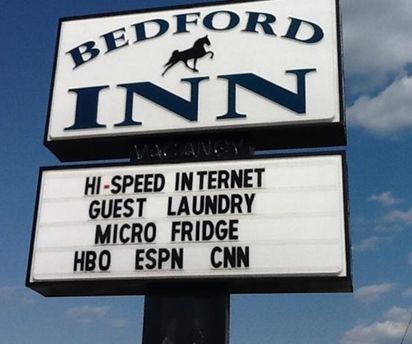 BEDFORD
INN
VACANCY
HI-SPEED INTERNET
GUEST LAUNDRY
MICRO FRIDGE
HBO ESPN CNN